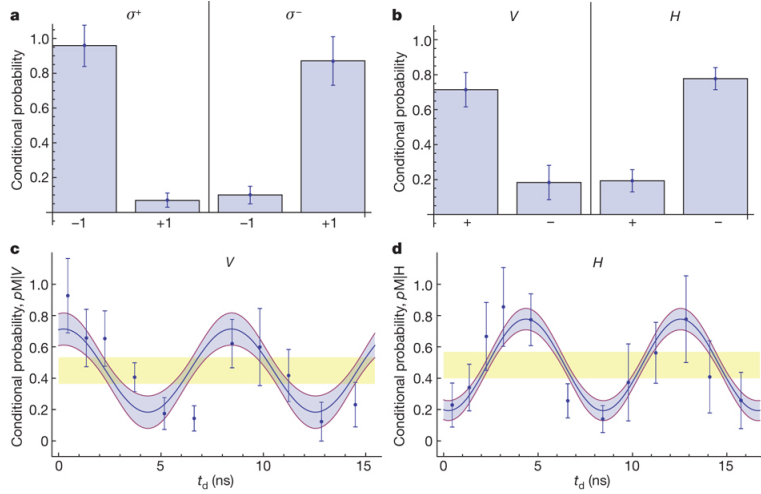 a
σ⁺
σ⁻
Conditional probability
1.0
0.8
0.6
0.4
0.2
−1
+1
−1
+1
b
V
H
Conditional probability
1.0
0.8
0.6
0.4
0.2
+
−
+
−
c
V
Conditional probability, pM|V
1.0
0.8
0.6
0.4
0.2
0
0
5
10
15
t_d (ns)
d
H
Conditional probability, pM|H
1.0
0.8
0.6
0.4
0.2
0
0
5
10
15
t_d (ns)